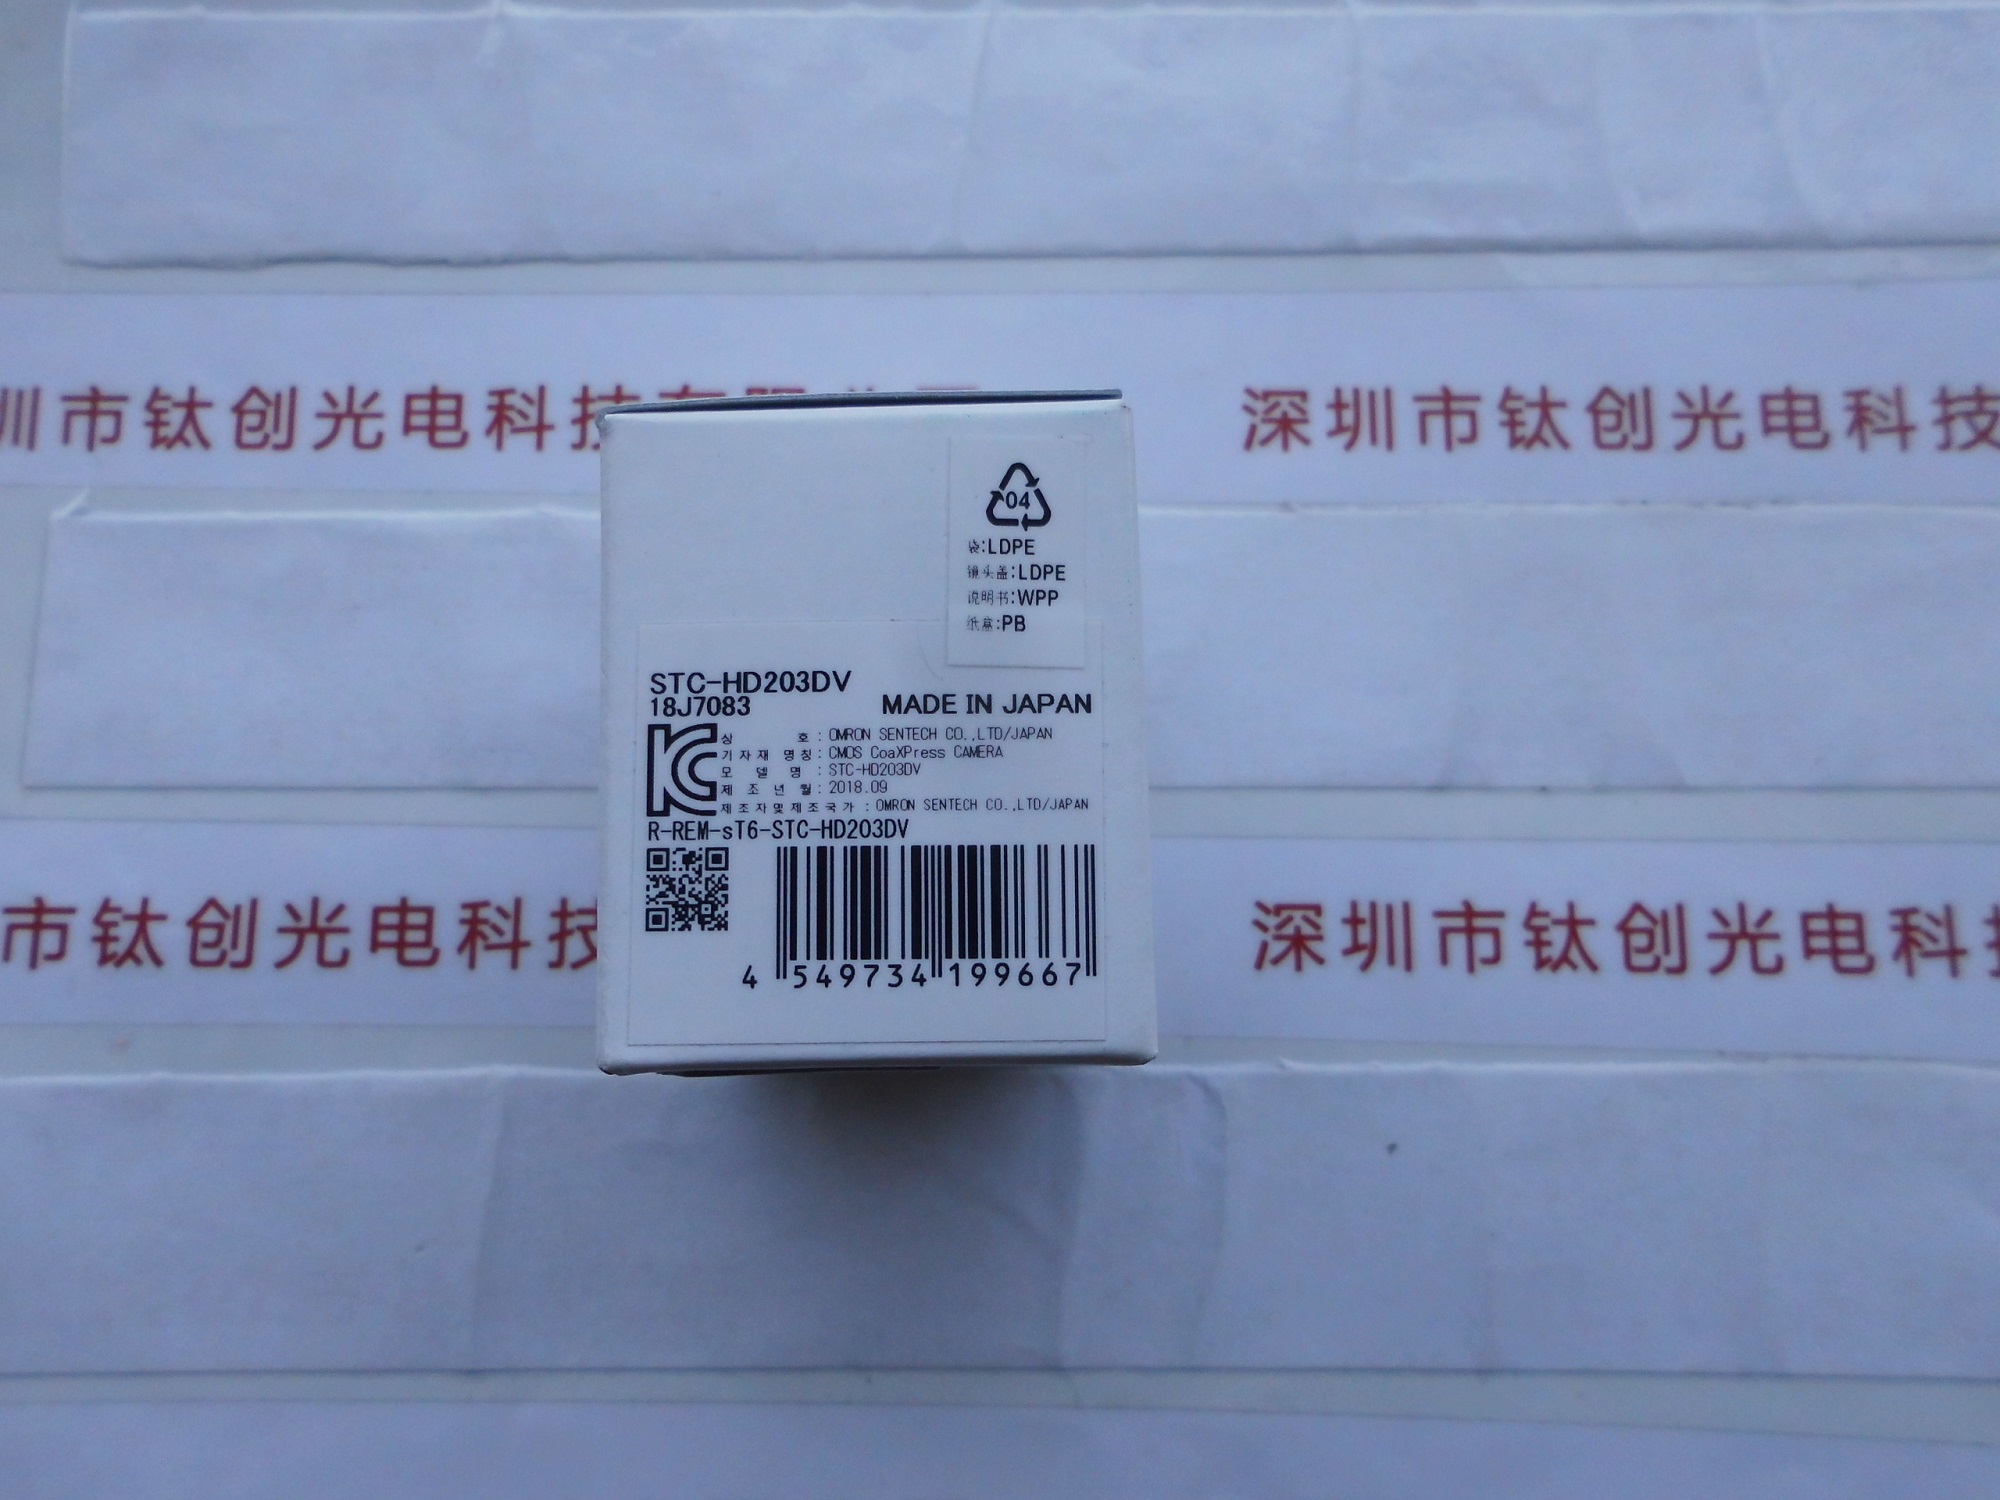 圳市钛创光电科技有限公司
深圳市钛创光电科技
04
袋:LDPE
镜头盖:LDPE
说明书:WPP
纸盒:PB
STC-HD203DV
18J7083
MADE IN JAPAN
상 호 : OMRON SENTECH CO.,LTD/JAPAN
기자재 명칭 : CMOS CoaXPress CAMERA
모 델 명 : STC-HD203DV
제 조 년 월 : 2018.09
제조자및제조국가 : OMRON SENTECH CO.,LTD/JAPAN
R-REM-sT6-STC-HD203DV
4 549734 199667
市钛创光电科技
深圳市钛创光电科